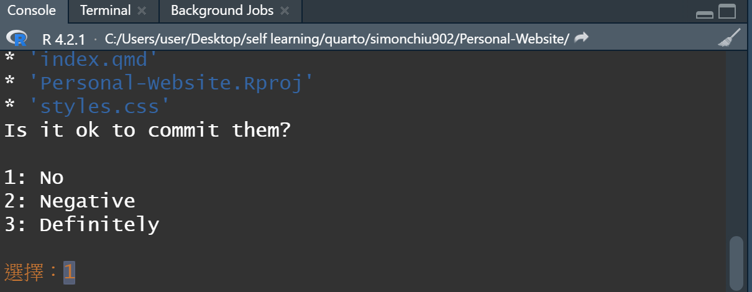 Console Terminal × Background Jobs ×
R 4.2.1 · C:/Users/user/Desktop/self learning/quarto/simonchiu902/Personal-Website/
* 'index.qmd'
* 'Personal-Website.Rproj'
* 'styles.css'
Is it ok to commit them?
1: No
2: Negative
3: Definitely
選擇：1